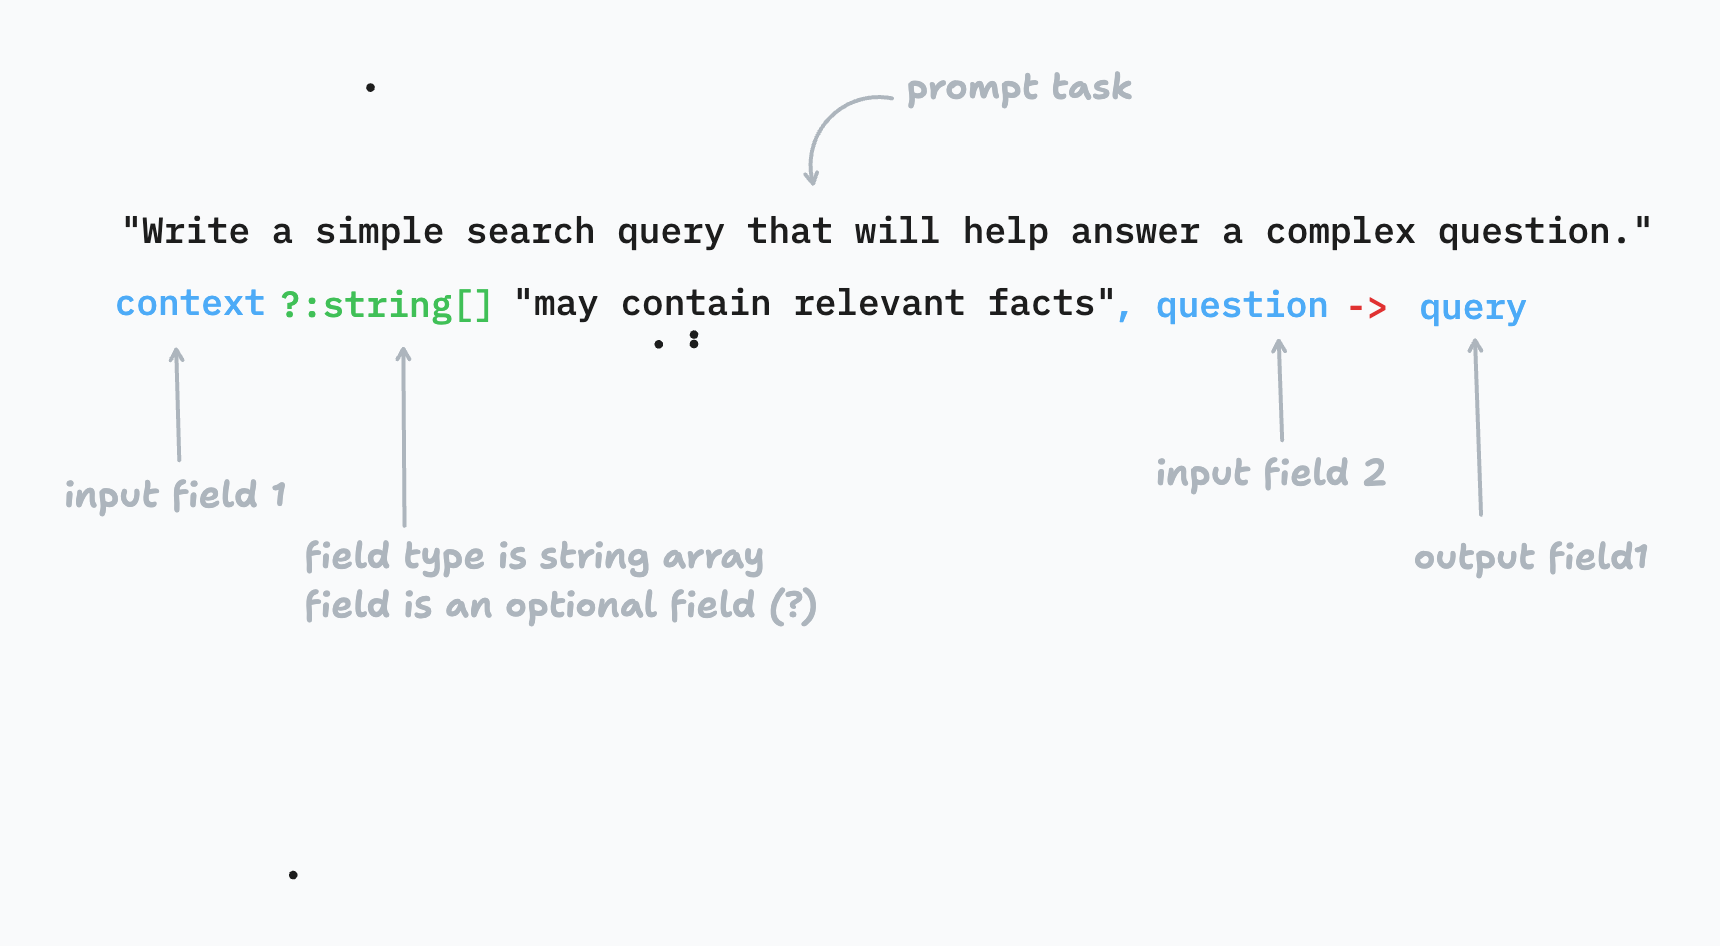 prompt task
"Write a simple search query that will help answer a complex question."
context ?:string[] "may contain relevant facts", question -> query
input field 1
input field 2
field type is string array
field is an optional field (?)
output field1